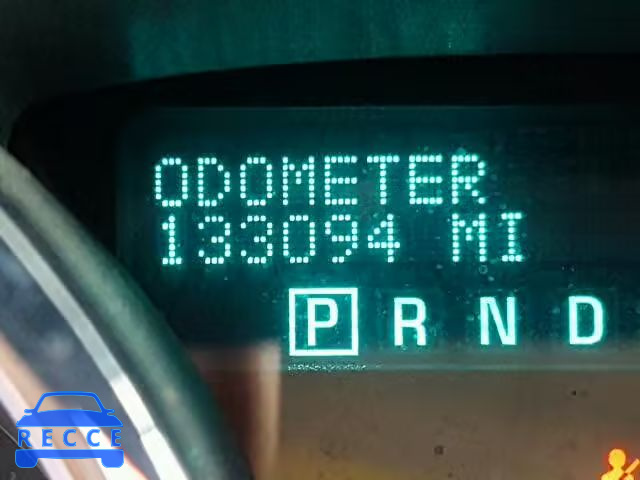 ODOMETER
133094 MI
P R N D
RECCE